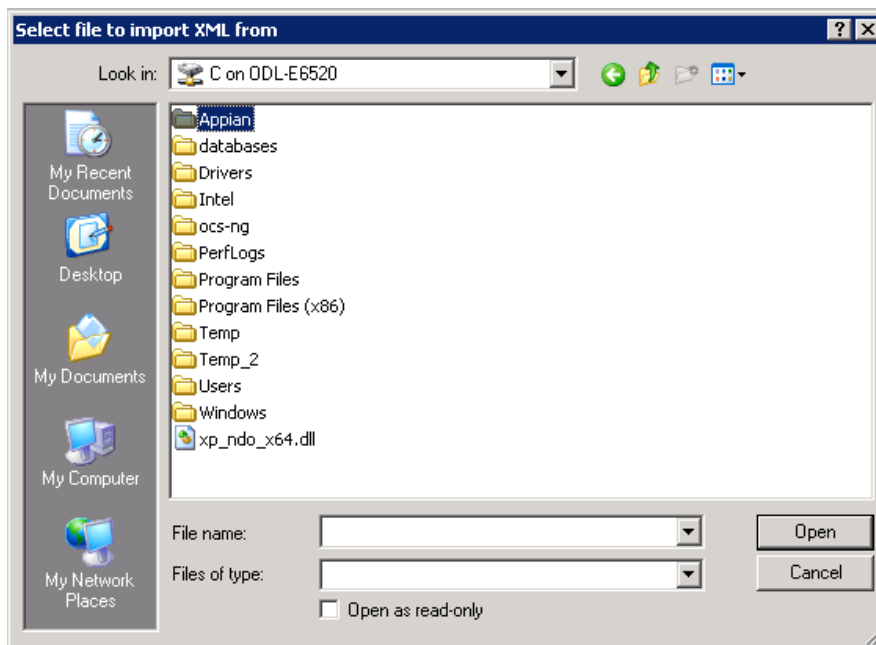 Select file to import XML from
Look in: C on ODL-E6520
My Recent
Documents
Desktop
My Documents
My Computer
My Network
Places
Appian
databases
Drivers
Intel
ocs-ng
PerfLogs
Program Files
Program Files (x86)
Temp
Temp_2
Users
Windows
xp_ndo_x64.dll
File name:
Open
Files of type:
Cancel
Open as read-only